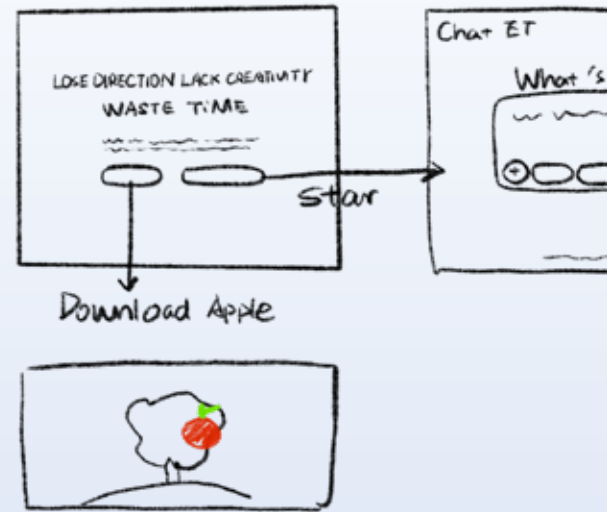 LOSE DIRECTION LACK CREATIVITY
WASTE TIME
Star
Download Apple
Chat ET
What's
+